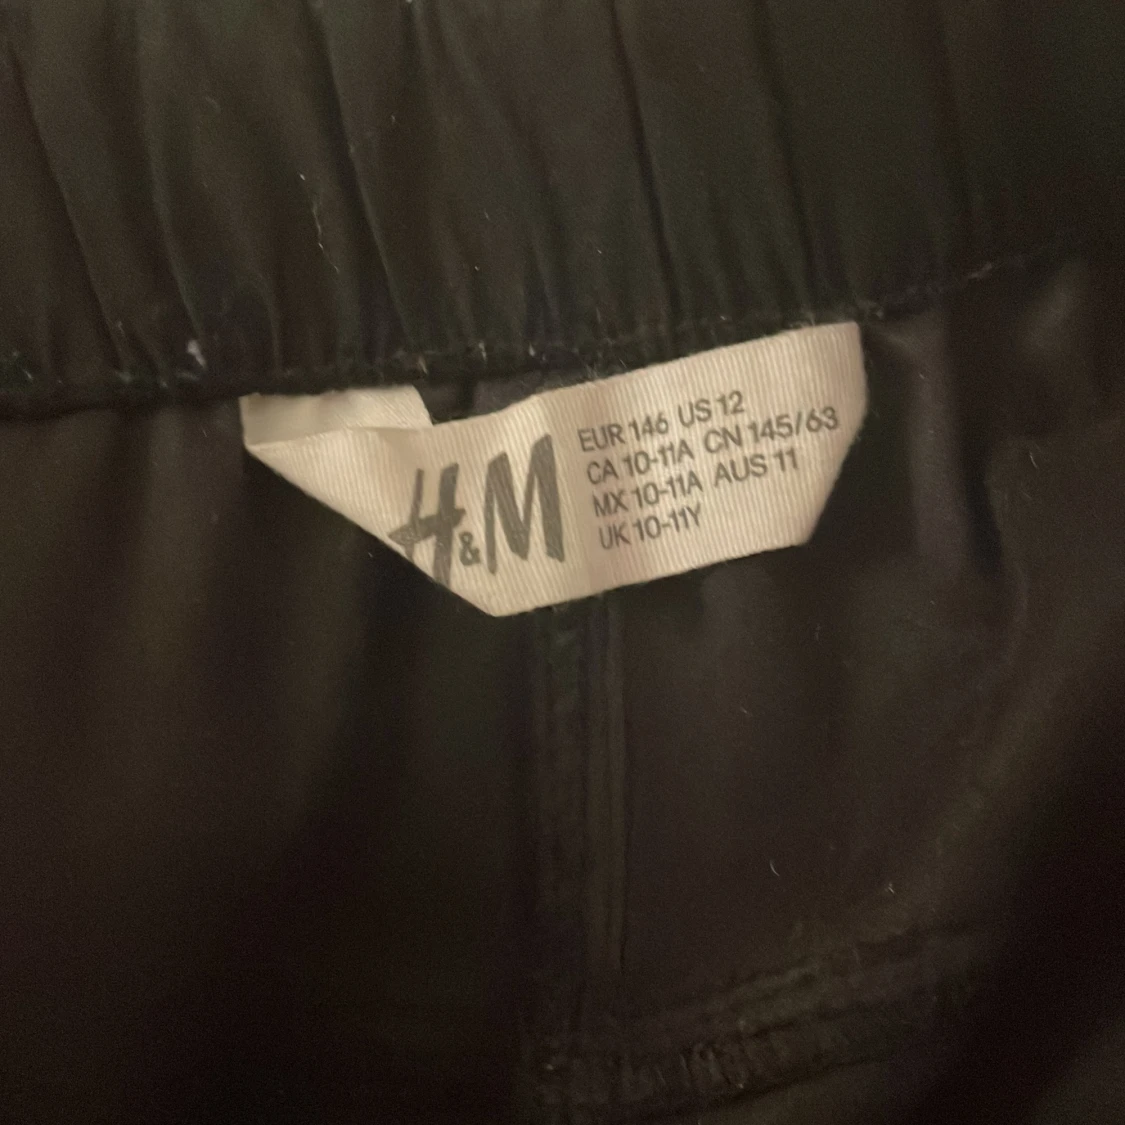 H&M
EUR 146 US 12
CA 10-11A CN 145/63
MX 10-11A AUS 11
UK 10-11Y